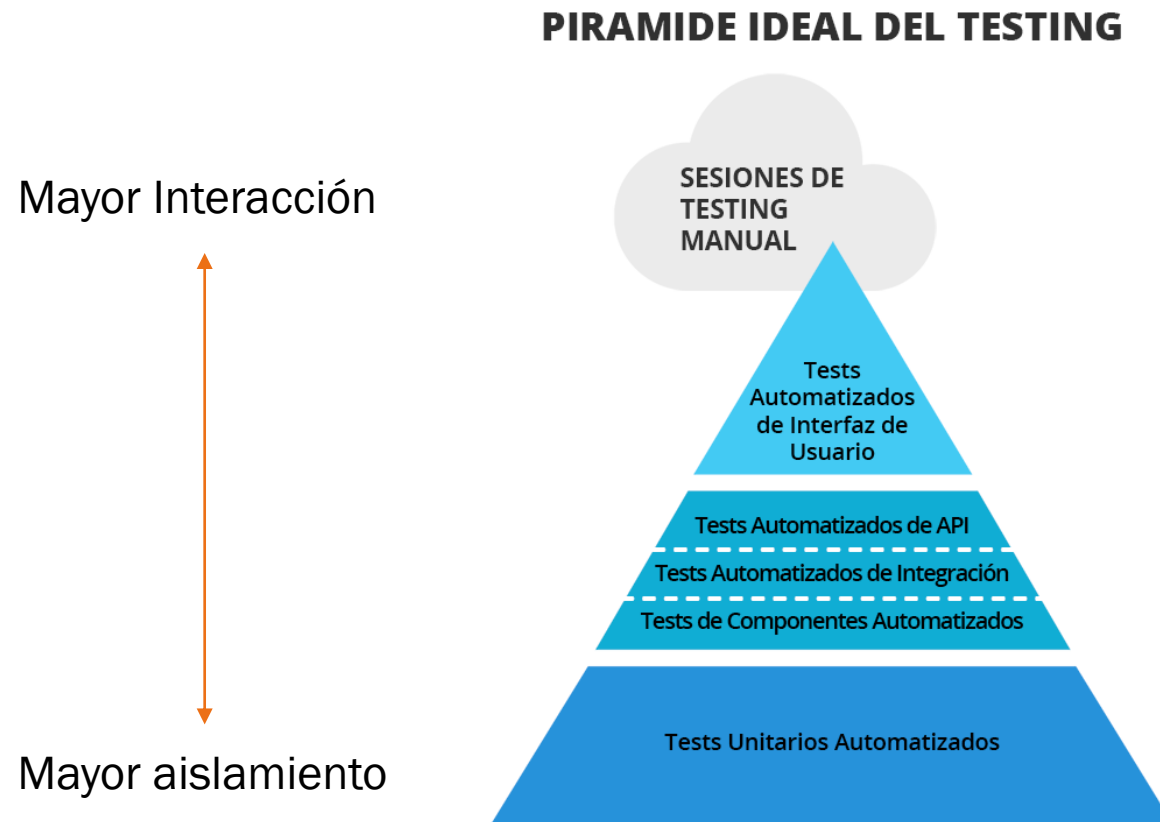 PIRAMIDE IDEAL DEL TESTING
Mayor Interacción
SESIONES DE
TESTING
MANUAL
Tests
Automatizados
de Interfaz de
Usuario
Tests Automatizados de API
Tests Automatizados de Integración
Tests de Componentes Automatizados
Tests Unitarios Automatizados
Mayor aislamiento